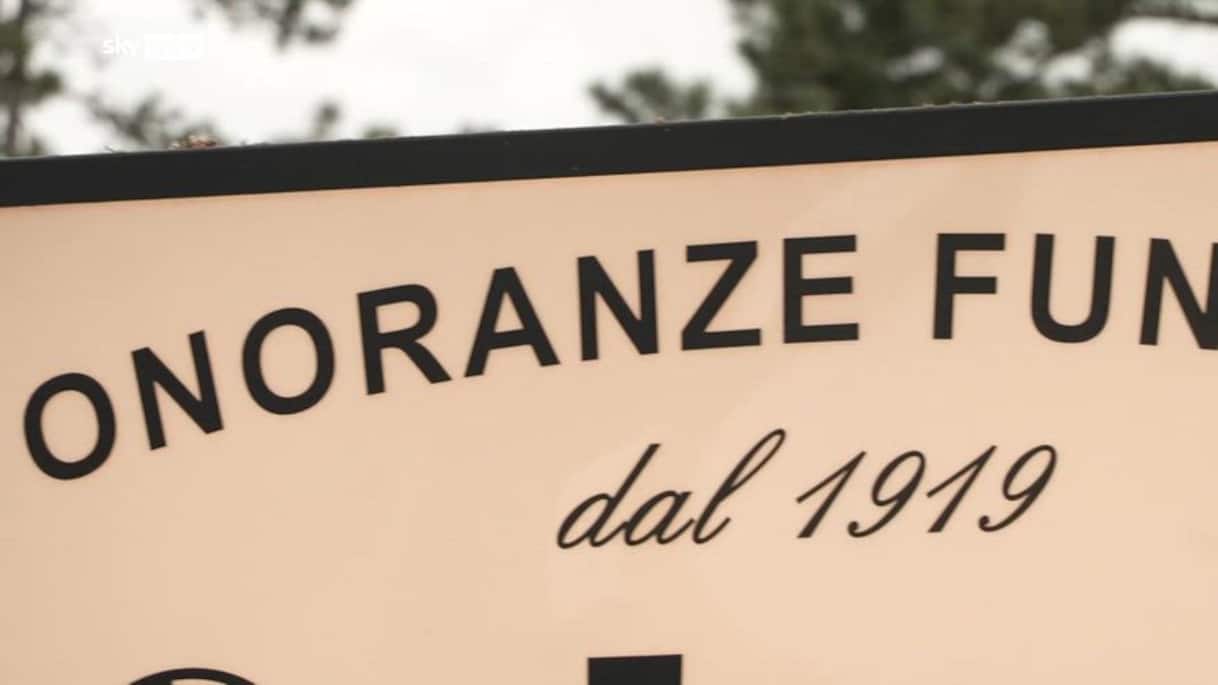 sky
ONORANZE FUN
dal 1919